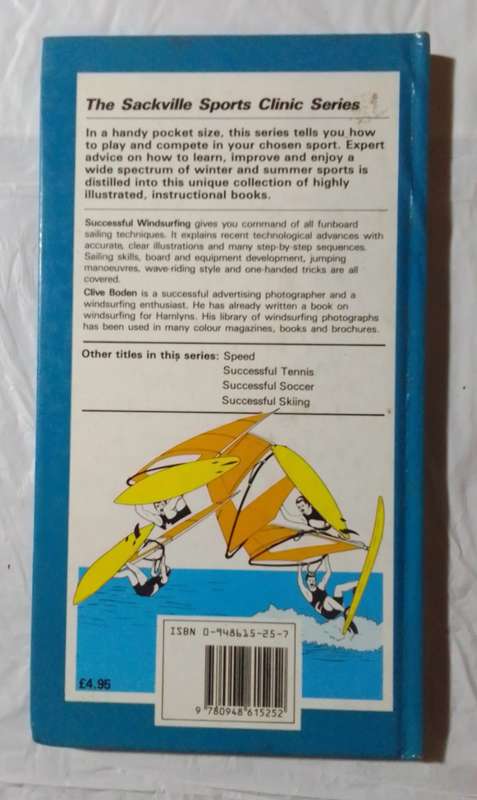 The Sackville Sports Clinic Series
In a handy pocket size, this series tells you how
to play and compete in your chosen sport. Expert
advice on how to learn, improve and enjoy a
wide spectrum of winter and summer sports is
distilled into this unique collection of highly
illustrated, instructional books.
Successful Windsurfing gives you command of all funboard
sailing techniques. It explains recent technological advances with
accurate, clear illustrations and many step-by-step sequences.
Sailing skills, board and equipment development, jumping
manoeuvres, wave-riding style and one-handed tricks are all
covered.
Clive Boden is a successful advertising photographer and a
windsurfing enthusiast. He has already written a book on
windsurfing for Hamlyns. His library of windsurfing photographs
has been used in many colour magazines, books and brochures.
Other titles in this series: Speed
Successful Tennis
Successful Soccer
Successful Skiing
ISBN 0-948615-25-7
£4.95
9 780948 615252